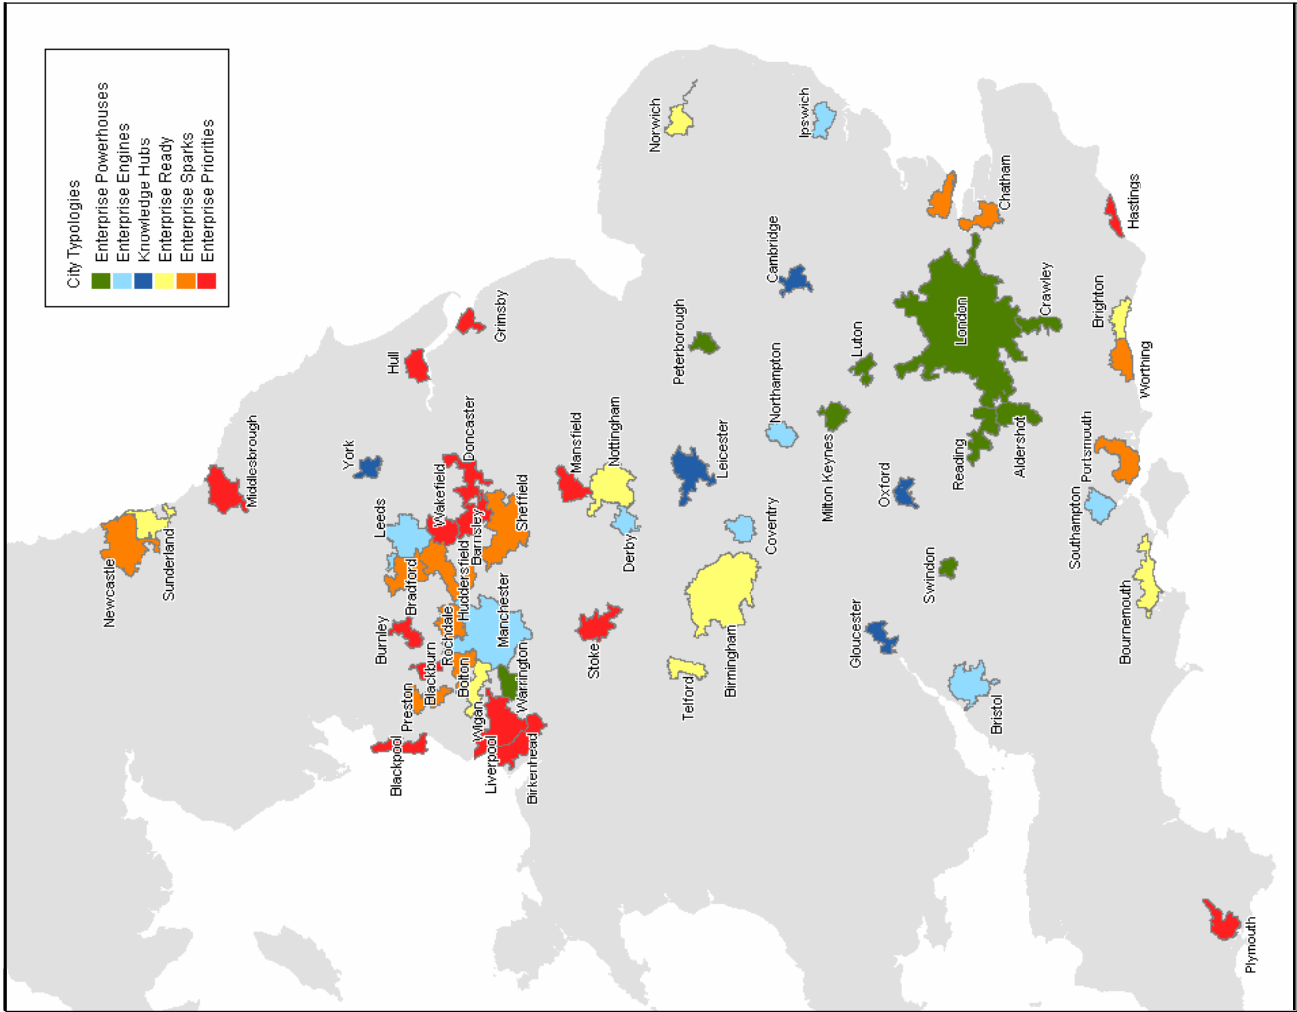 City Typologies
Enterprise Powerhouses
Enterprise Engines
Knowledge Hubs
Enterprise Ready
Enterprise Sparks
Enterprise Priorities
Newcastle
Sunderland
Middlesbrough
York
Hull
Grimsby
Leeds
Bradford
Wakefield
Doncaster
Barnsley
Huddersfield
Sheffield
Burnley
Blackburn
Rochdale
Preston
Bolton
Manchester
Blackpool
Wigan
Warrington
Liverpool
Birkenhead
Stoke
Mansfield
Nottingham
Derby
Norwich
Peterborough
Leicester
Telford
Birmingham
Coventry
Northampton
Cambridge
Ipswich
Milton Keynes
Luton
Gloucester
Oxford
Swindon
Bristol
Reading
London
Aldershot
Crawley
Chatham
Southampton
Portsmouth
Bournemouth
Worthing
Brighton
Hastings
Plymouth